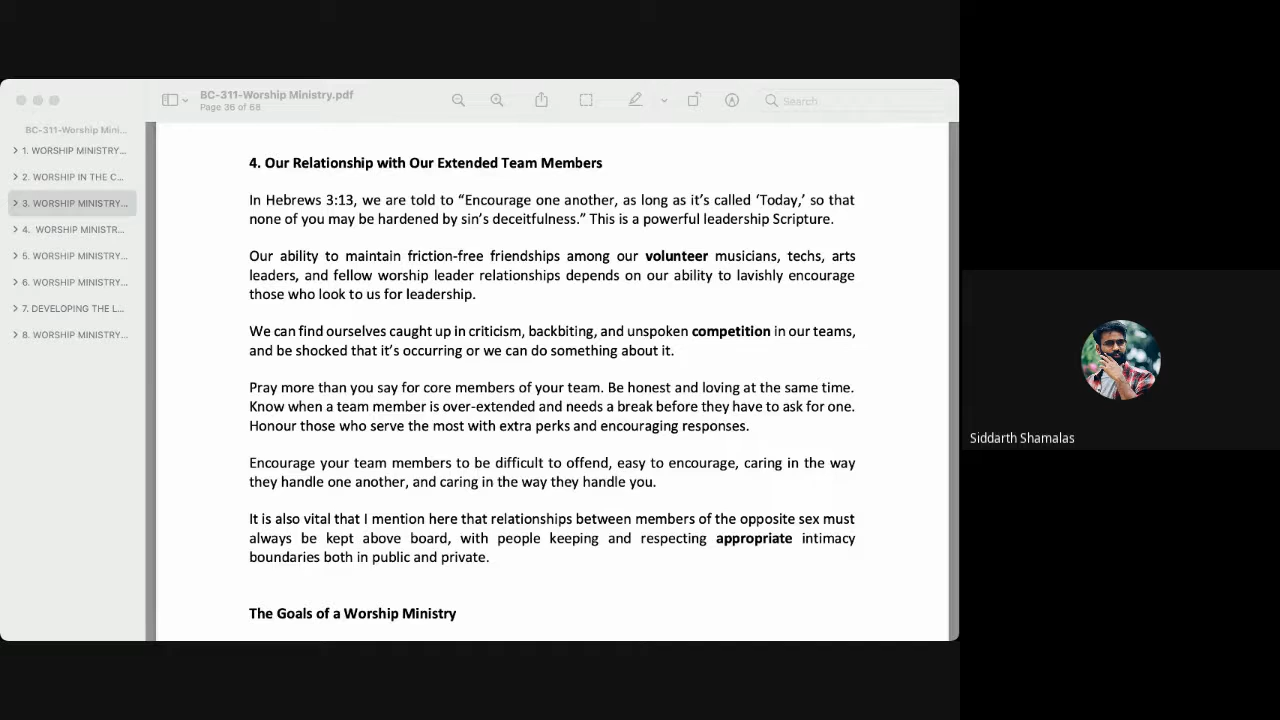 BC-311-Worship Ministry.pdf
Page 36 of 68
Search
BC-311-Worship Mini...
1. WORSHIP MINISTRY...
2. WORSHIP IN THE C...
3. WORSHIP MINISTRY...
4. WORSHIP MINISTR...
5. WORSHIP MINISTRY...
6. WORSHIP MINISTRY...
7. DEVELOPING THE L...
8. WORSHIP MINISTRY...
4. Our Relationship with Our Extended Team Members
In Hebrews 3:13, we are told to “Encourage one another, as long as it’s called ‘Today,’ so that
none of you may be hardened by sin’s deceitfulness.” This is a powerful leadership Scripture.
Our ability to maintain friction-free friendships among our volunteer musicians, techs, arts
leaders, and fellow worship leader relationships depends on our ability to lavishly encourage
those who look to us for leadership.
We can find ourselves caught up in criticism, backbiting, and unspoken competition in our teams,
and be shocked that it’s occurring or we can do something about it.
Pray more than you say for core members of your team. Be honest and loving at the same time.
Know when a team member is over-extended and needs a break before they have to ask for one.
Honour those who serve the most with extra perks and encouraging responses.
Encourage your team members to be difficult to offend, easy to encourage, caring in the way
they handle one another, and caring in the way they handle you.
It is also vital that I mention here that relationships between members of the opposite sex must
always be kept above board, with people keeping and respecting appropriate intimacy
boundaries both in public and private.
The Goals of a Worship Ministry
Siddarth Shamalas